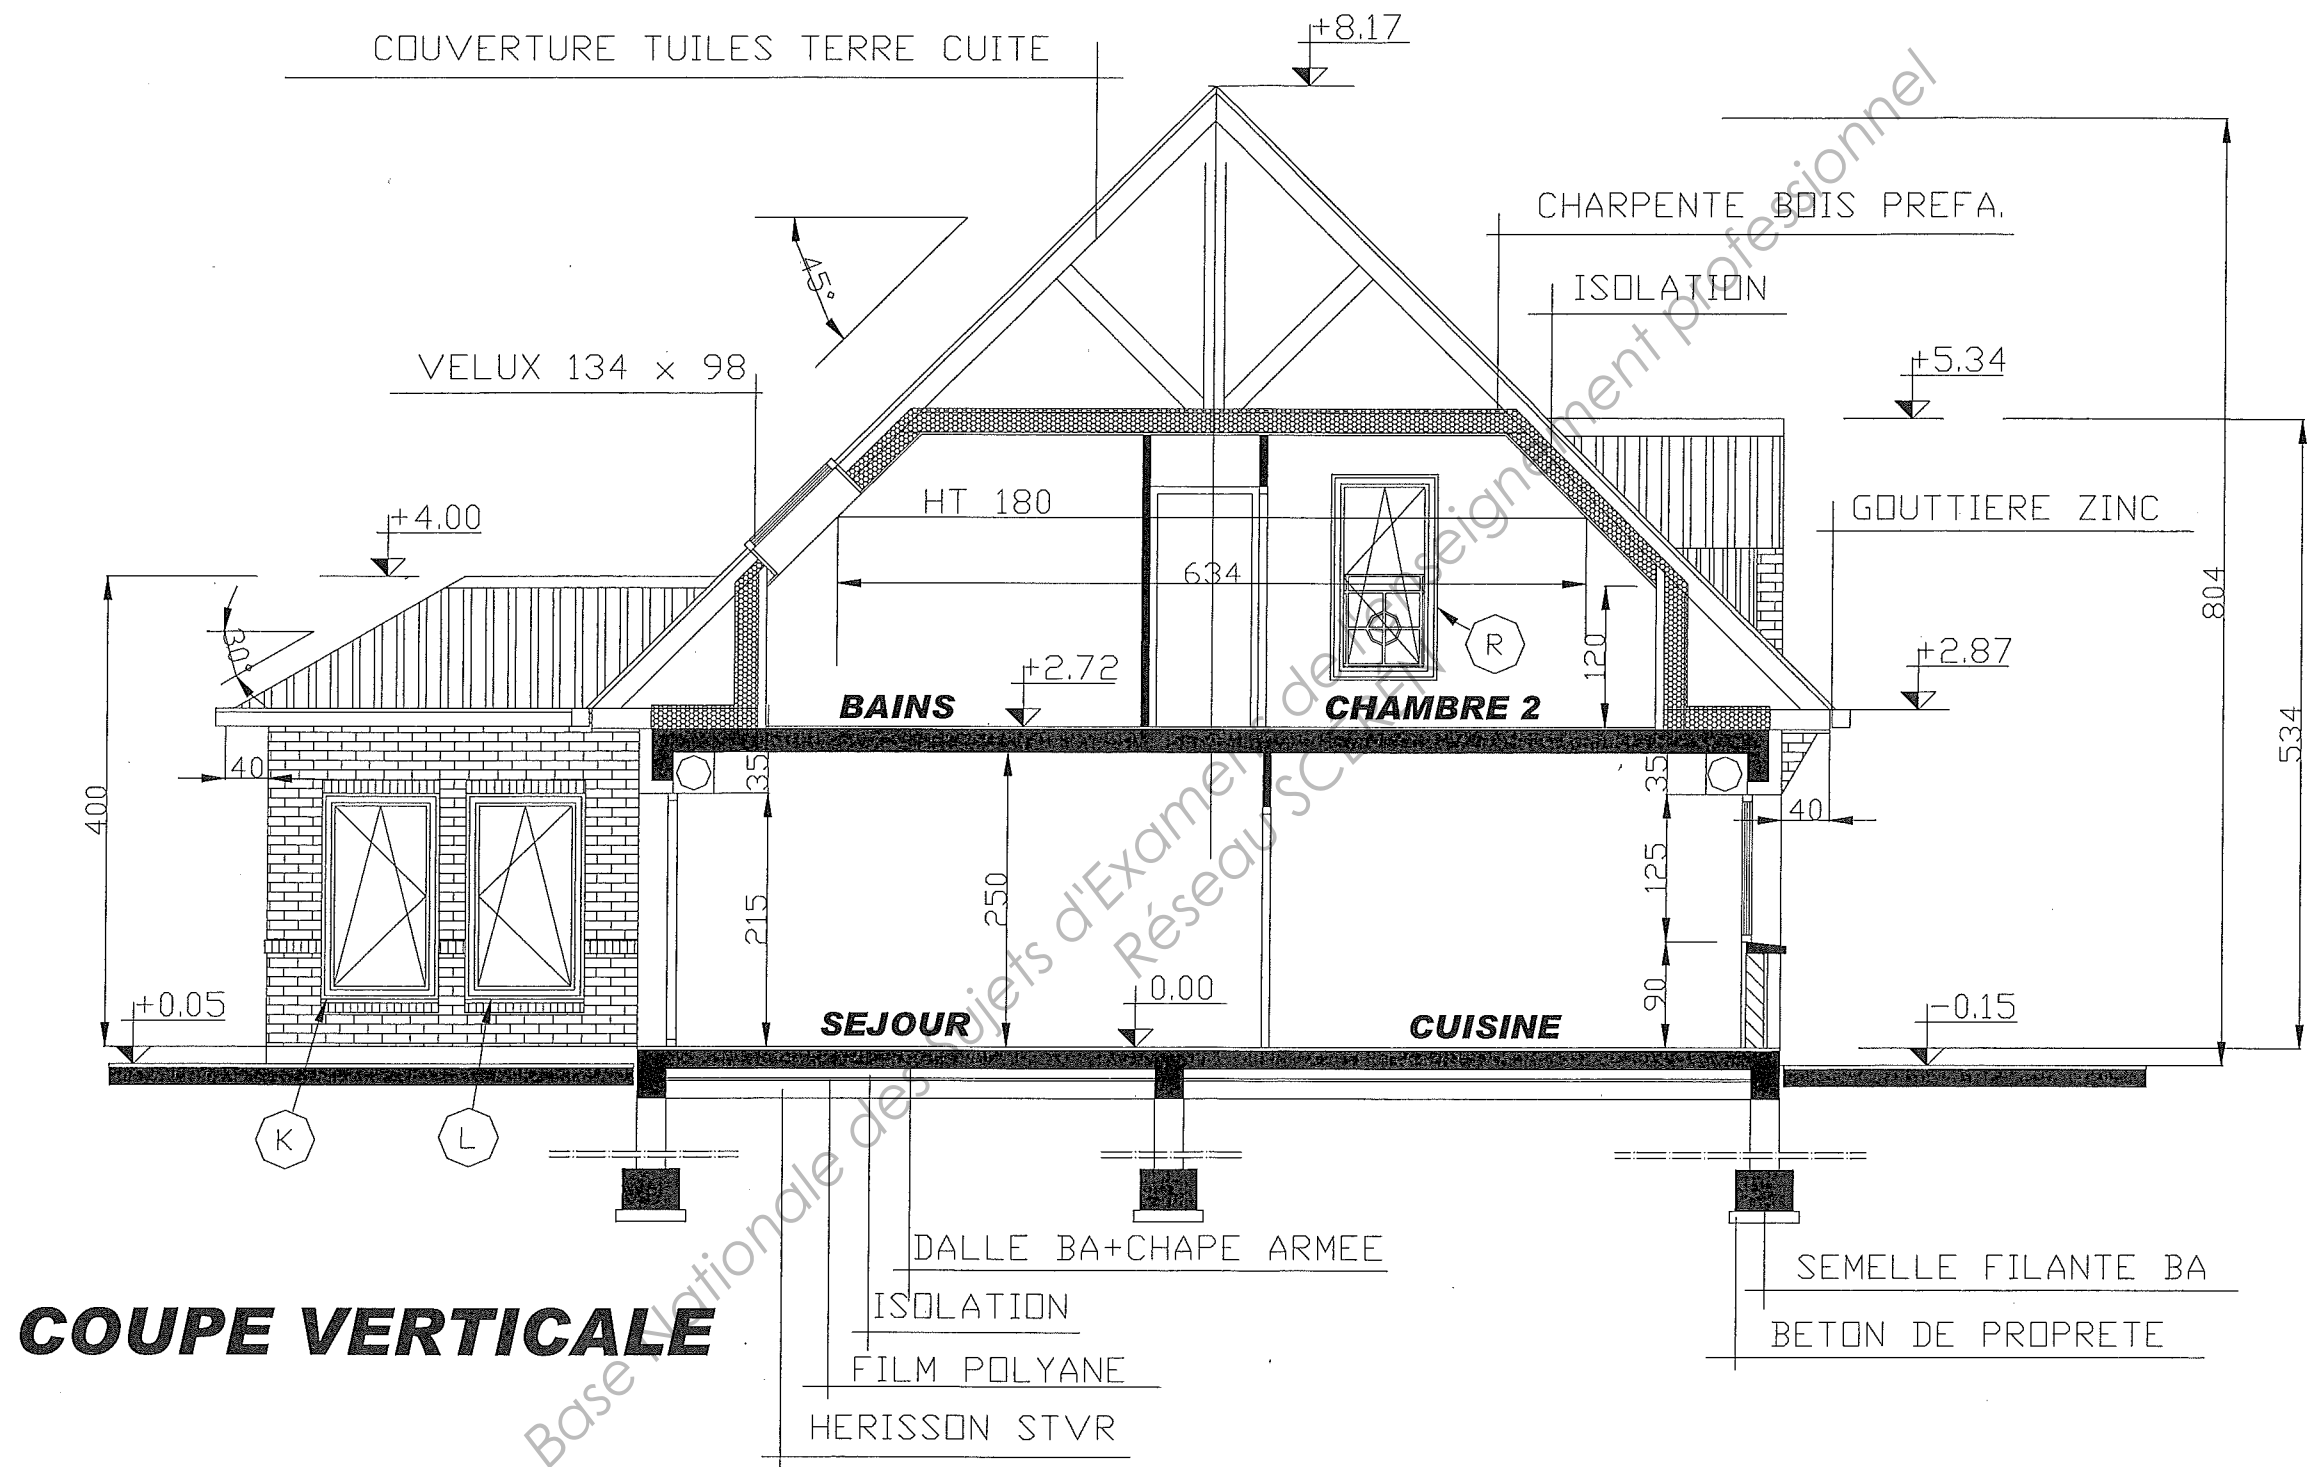 +8.17
COUVERTURE TUILES TERRE CUITE
CHARPENTE BOIS PREFA.
45°
ISOLATION
VELUX 134 x 98
+5.34
HT 180
GOUTTIERE ZINC
+4.00
634
804
30°
R
120
+2.72
+2.87
BAINS
CHAMBRE 2
534
40
35
35
400
40
215
250
125
90
+0.05
0.00
-0.15
SEJOUR
CUISINE
K
L
DALLE BA+CHAPE ARMEE
SEMELLE FILANTE BA
ISOLATION
BETON DE PROPRETE
COUPE VERTICALE
FILM POLYANE
HERISSON STVR
Base Nationale des Sujets d'Examens de l'enseignement professionnel
Réseau SCEREN